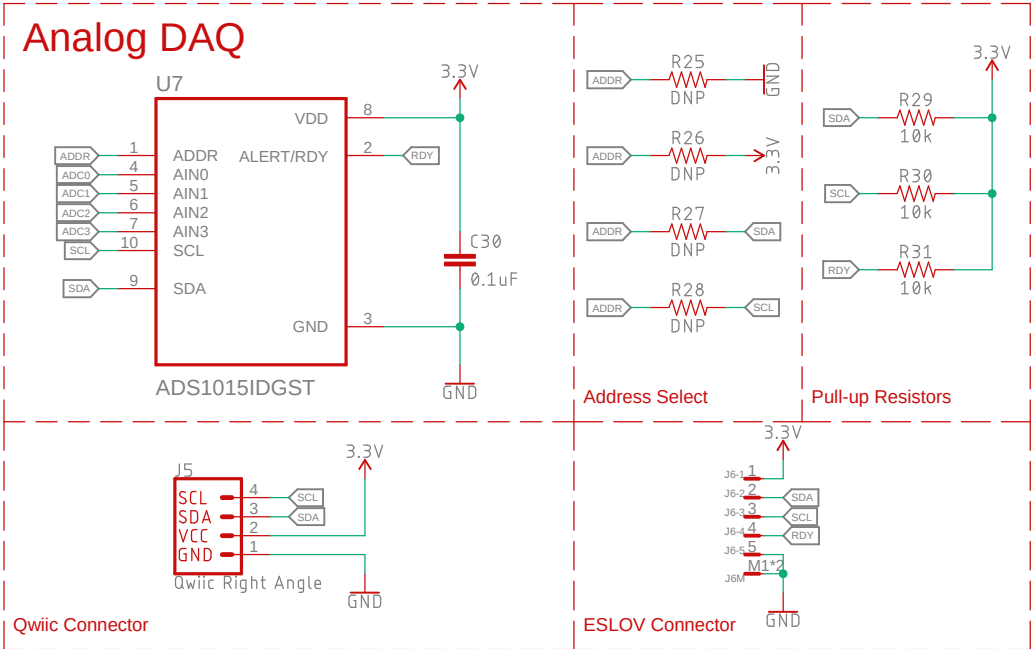 Analog DAQ
U7
3.3V
VDD
8
ADDR
1
ADDR
ALERT/RDY
2
RDY
ADC0
4
AIN0
ADC1
5
AIN1
ADC2
6
AIN2
ADC3
7
AIN3
SCL
10
SCL
SDA
9
SDA
GND
3
C30
0.1uF
ADS1015IDGST
GND
ADDR
R25
DNP
GND
ADDR
R26
DNP
3.3V
ADDR
R27
DNP
SDA
ADDR
R28
DNP
SCL
Address Select
3.3V
SDA
R29
10k
SCL
R30
10k
RDY
R31
10k
Pull-up Resistors
J5
3.3V
SCL
4
SCL
SDA
3
SDA
VCC
2
GND
1
Qwiic Right Angle
GND
Qwiic Connector
3.3V
J6-1
1
J6-2
2
SDA
J6-3
3
SCL
J6-4
4
RDY
J6-5
5
M1*2
J6M
GND
ESLOV Connector